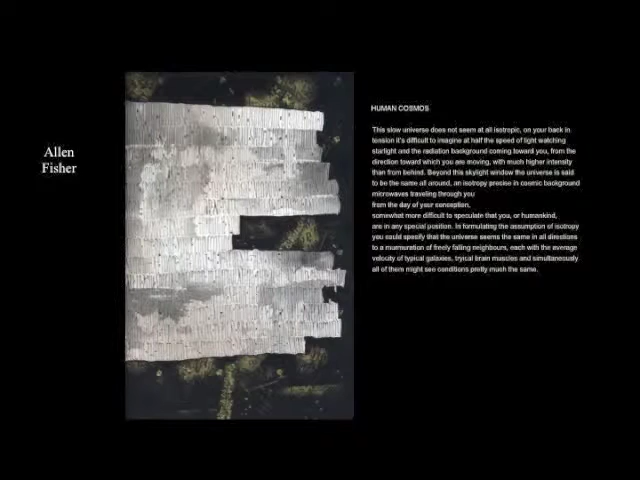 Allen
Fisher
HUMAN COSMOS
This slow universe does not seem at all isotropic, on your back in
tension it's difficult to imagine at half the speed of light watching
starlight and the radiation background coming toward you, from the
direction toward which you are moving, with much higher intensity
than from behind. Beyond this skylight window the universe is said
to be the same all around, an isotropy precise in cosmic background
microwaves traveling through you
from the day of your conception.
somewhat more difficult to speculate that you, or humankind,
are in any special position. In formulating the assumption of isotropy
you could specify that the universe seems the same in all directions
to a murmuration of freely falling neighbours, each with the average
velocity of typical galaxies, tryical brain muscles and simultaneously
all of them might see conditions pretty much the same.